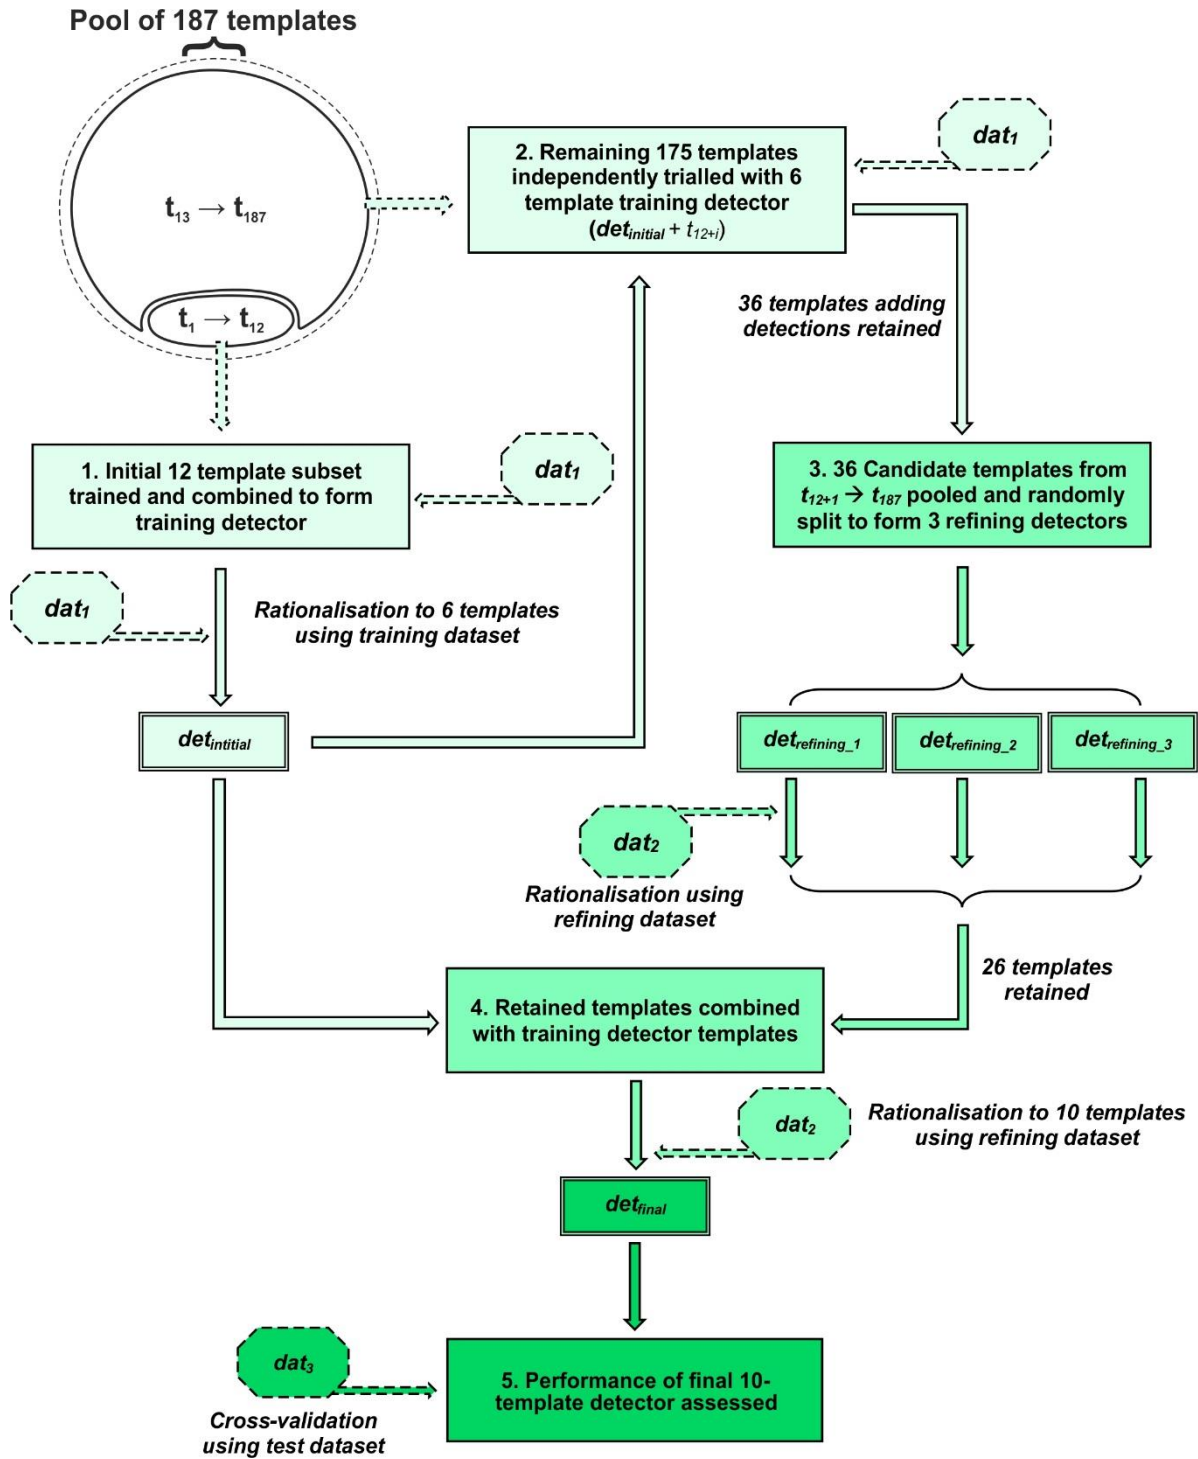 Pool of 187 templates
t13 → t187
t1 → t12
2. Remaining 175 templates
independently trialled with 6
template training detector
(detinitial + t12+i)
dat1
36 templates adding
detections retained
1. Initial 12 template subset
trained and combined to form
training detector
dat1
3. 36 Candidate templates from
t12+1 → t187 pooled and randomly
split to form 3 refining detectors
dat1
Rationalisation to 6 templates
using training dataset
detintitial
detrefining_1
detrefining_2
detrefining_3
dat2
Rationalisation using
refining dataset
26 templates
retained
4. Retained templates combined
with training detector templates
dat2
Rationalisation to 10 templates
using refining dataset
detfinal
dat3
Cross-validation
using test dataset
5. Performance of final 10-
template detector assessed